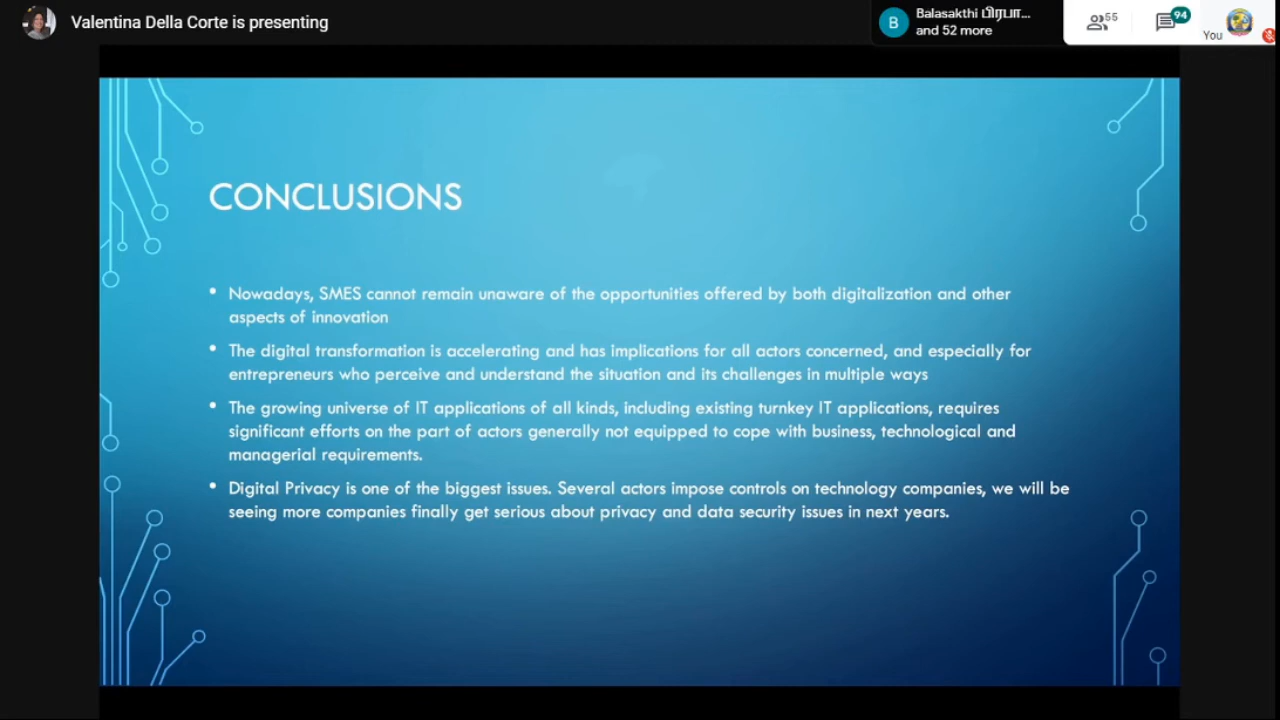 Valentina Della Corte is presenting
B
Balasakthi பிரபா...
and 52 more
55
94
You
CONCLUSIONS
• Nowadays, SMES cannot remain unaware of the opportunities offered by both digitalization and other
aspects of innovation
• The digital transformation is accelerating and has implications for all actors concerned, and especially for
entrepreneurs who perceive and understand the situation and its challenges in multiple ways
• The growing universe of IT applications of all kinds, including existing turnkey IT applications, requires
significant efforts on the part of actors generally not equipped to cope with business, technological and
managerial requirements.
• Digital Privacy is one of the biggest issues. Several actors impose controls on technology companies, we will be
seeing more companies finally get serious about privacy and data security issues in next years.